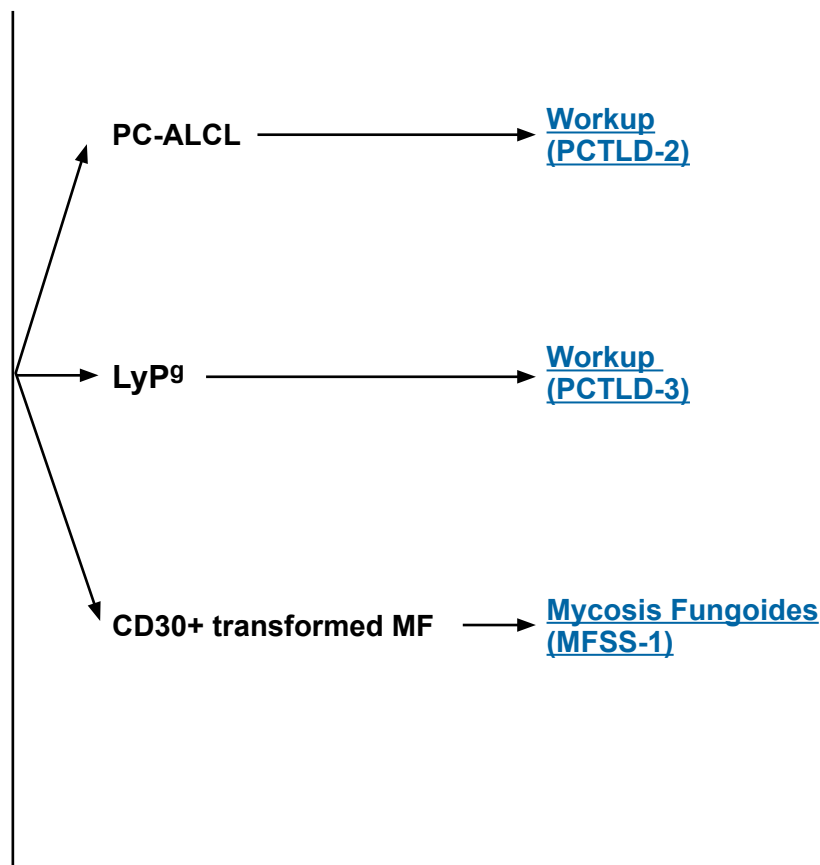 PC-ALCL
Workup
(PCTLD-2)
LyPg
Workup
(PCTLD-3)
CD30+ transformed MF
Mycosis Fungoides
(MFSS-1)